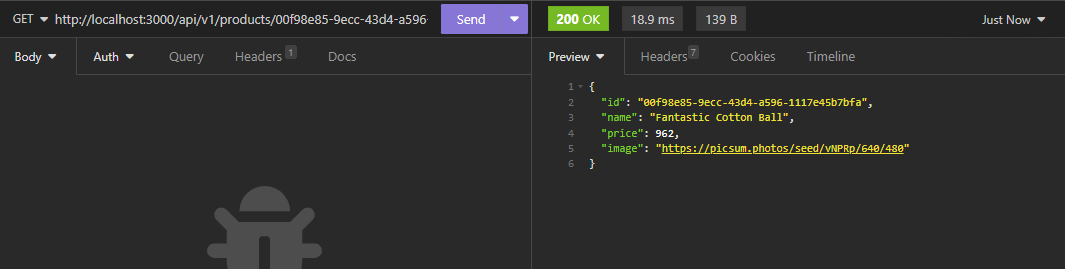 GET http://localhost:3000/api/v1/products/00f98e85-9ecc-43d4-a596- Send 200 OK 18.9 ms 139 B Just Now
Body Auth Query Headers 1 Docs Preview Headers 7 Cookies Timeline
1 {
2 "id": "00f98e85-9ecc-43d4-a596-1117e45b7bfa",
3 "name": "Fantastic Cotton Ball",
4 "price": 962,
5 "image": "https://picsum.photos/seed/vNPRp/640/480"
6 }